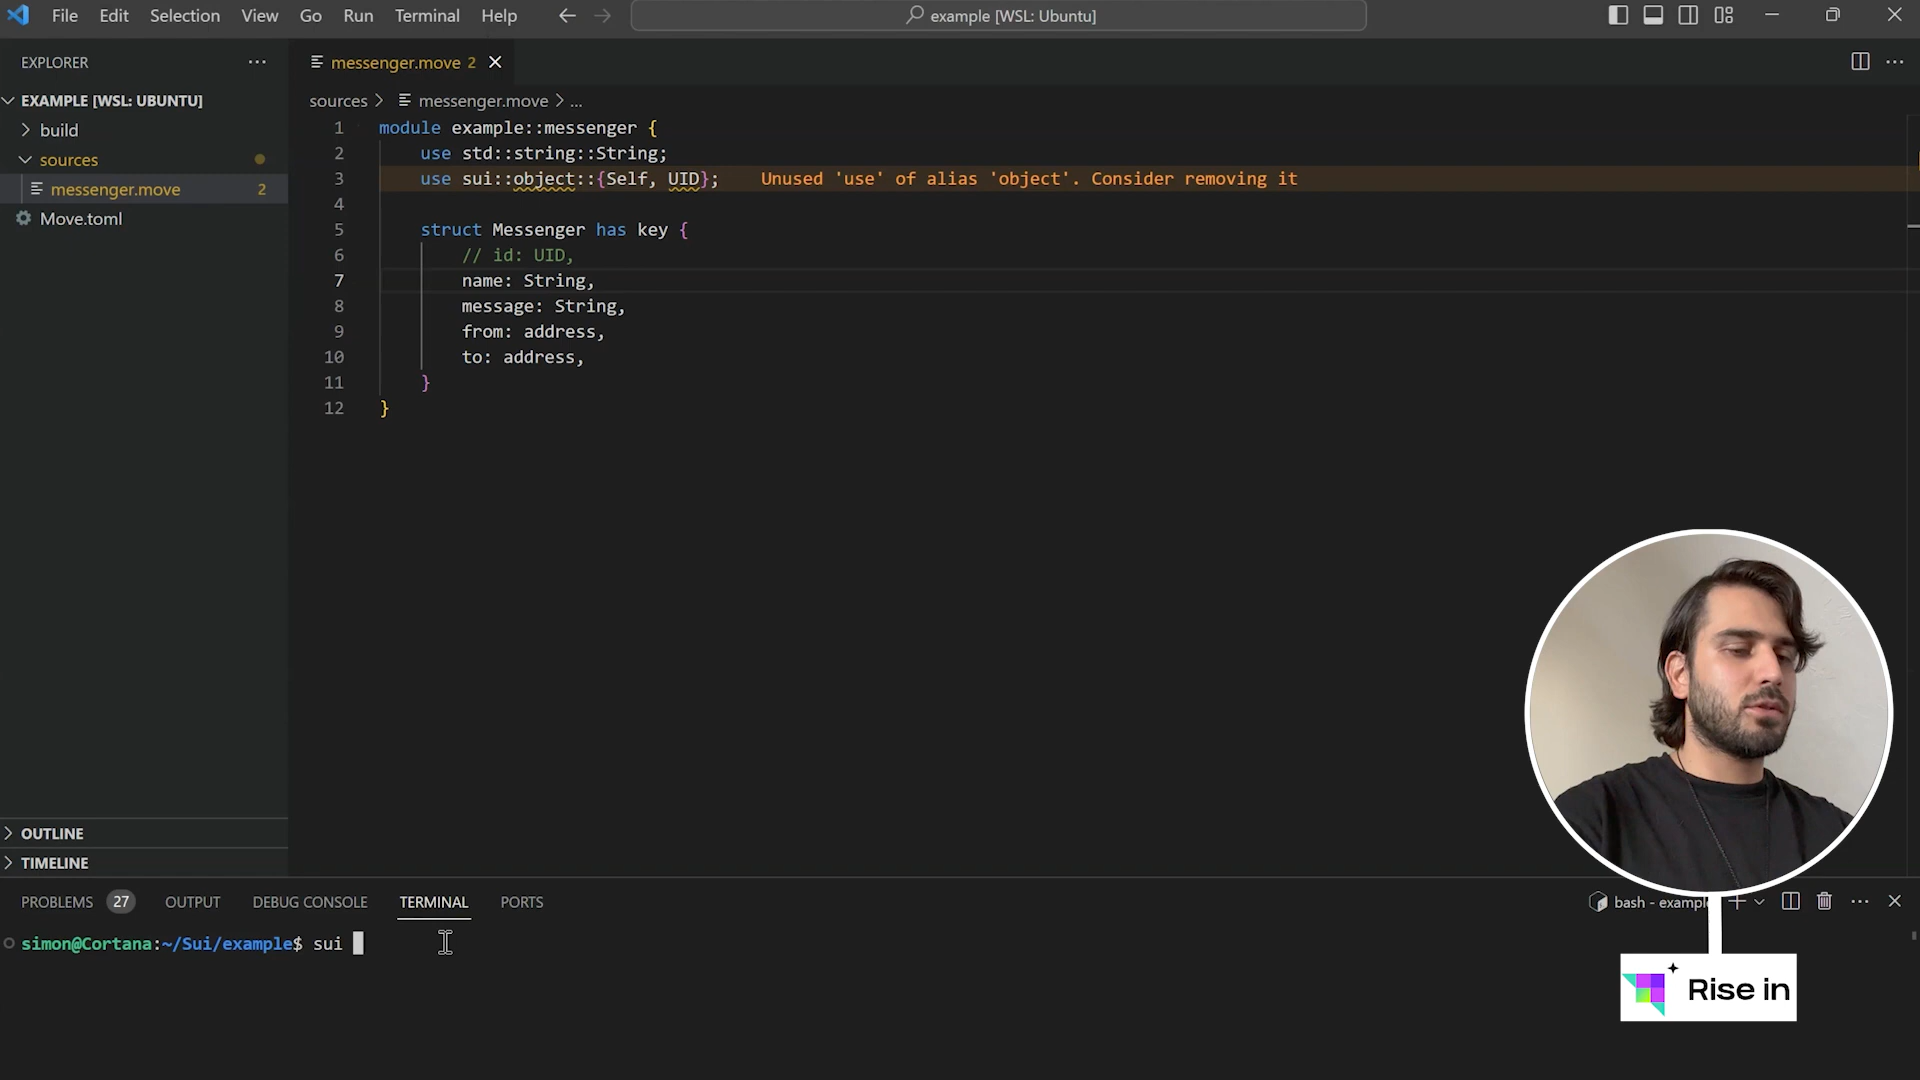 File Edit Selection View Go Run Terminal Help
example [WSL: Ubuntu]
EXPLORER
messenger.move 2
EXAMPLE [WSL: UBUNTU]
build
sources
messenger.move 2
Move.toml
sources > messenger.move > ...
1 module example::messenger {
2 use std::string::String;
3 use sui::object::{Self, UID}; Unused 'use' of alias 'object'. Consider removing it
4
5 struct Messenger has key {
6 // id: UID,
7 name: String,
8 message: String,
9 from: address,
10 to: address,
11 }
12 }
OUTLINE
TIMELINE
PROBLEMS 27 OUTPUT DEBUG CONSOLE TERMINAL PORTS
bash - example
simon@Cortana:~/Sui/example$ sui
Rise in